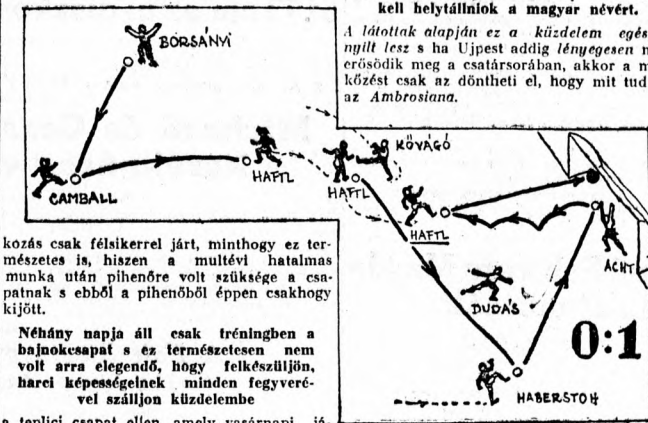 kell helytállniok a magyar névért.
A látottak alapján ez a küzdelem egés
nyilt lesz s ha Ujpest addig lényegesen
erősödik meg a csatársorában, akkor a
kőzést csak az döntheti el, hogy mit tud
az Ambrosiana.
BORSÁNYI
CAMBALL
HAFTL
HAFTL
KŐVÁGÓ
HAFTL
ACHT
DUDÁS
HABERSTOH
0:1
kozás csak félsikerrel járt, minthogy ez ter-
mészetes is, hiszen a multévi hatalmas
munka után pihenőre volt szüksége a csa-
patnak s ebből a pihenőből éppen csakhogy
kijött.
Néhány napja áll csak tréningben a
bajnokcsapat s ez természetesen nem
volt arra elegendő, hogy felkészüljön,
harci képességeinek minden fegyveré-
vel szálljon küzdelembe
a teplici csapat ellen, amely vasárnapi